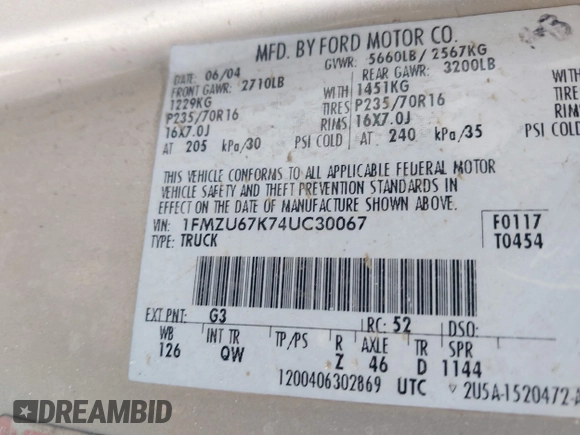 MFD. BY FORD MOTOR CO.
DATE: 06/04
GVWR: 5660LB/ 2567KG
FRONT GAWR: 2710LB
REAR GAWR: 3200LB
1229KG WITH 1451KG WITH
P235/70R16 TIRES P235/70R16 TIRES
16X7.0J RIMS 16X7.0J RIMS
AT 205 kPa/30 PSI COLD AT 240 kPa/35 PSI COLD
THIS VEHICLE CONFORMS TO ALL APPLICABLE FEDERAL MOTOR
VEHICLE SAFETY AND THEFT PREVENTION STANDARDS IN
EFFECT ON THE DATE OF MANUFACTURE SHOWN ABOVE.
VIN: 1FMZU67K74UC30067
F0117
TYPE: TRUCK
T0454
EXT PNT: G3 RC: 52 DSO:
WB INT TR TP/PS R AXLE TR SPR
126 QW Z 46 D 1144
1200406302869 UTC 2U5A-1520472-A
DREAMBID